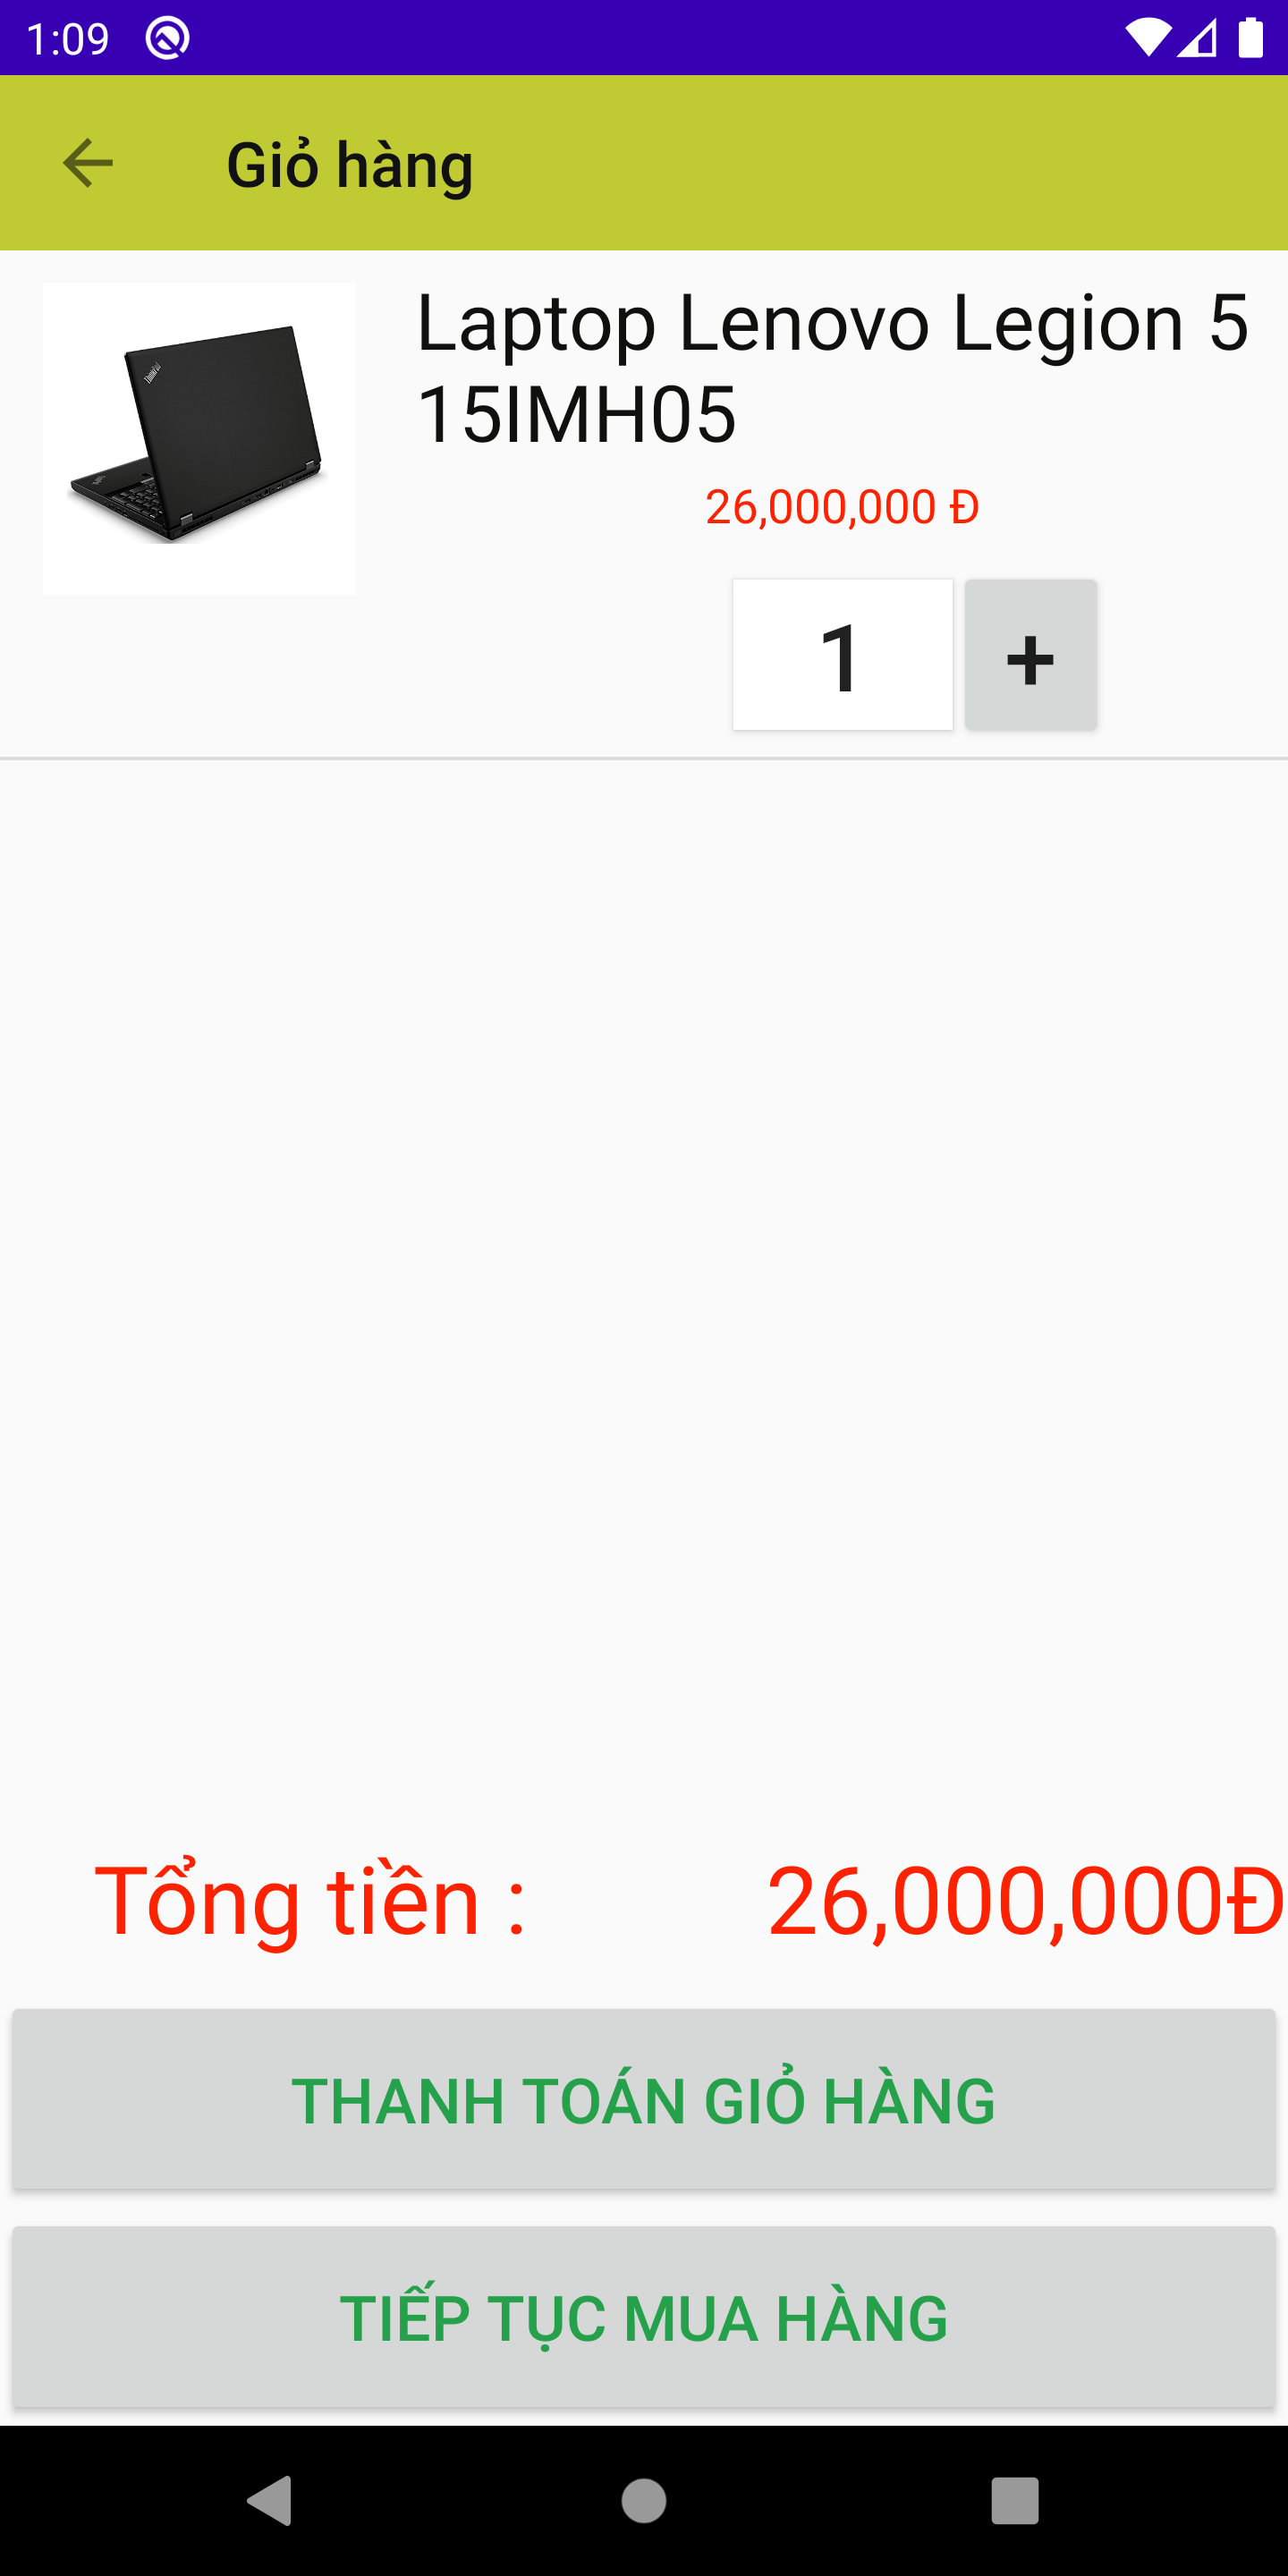 1:09
Giỏ hàng
Laptop Lenovo Legion 5
15IMH05
26,000,000 Đ
1 +
Tổng tiền : 26,000,000Đ
THANH TOÁN GIỎ HÀNG
TIẾP TỤC MUA HÀNG